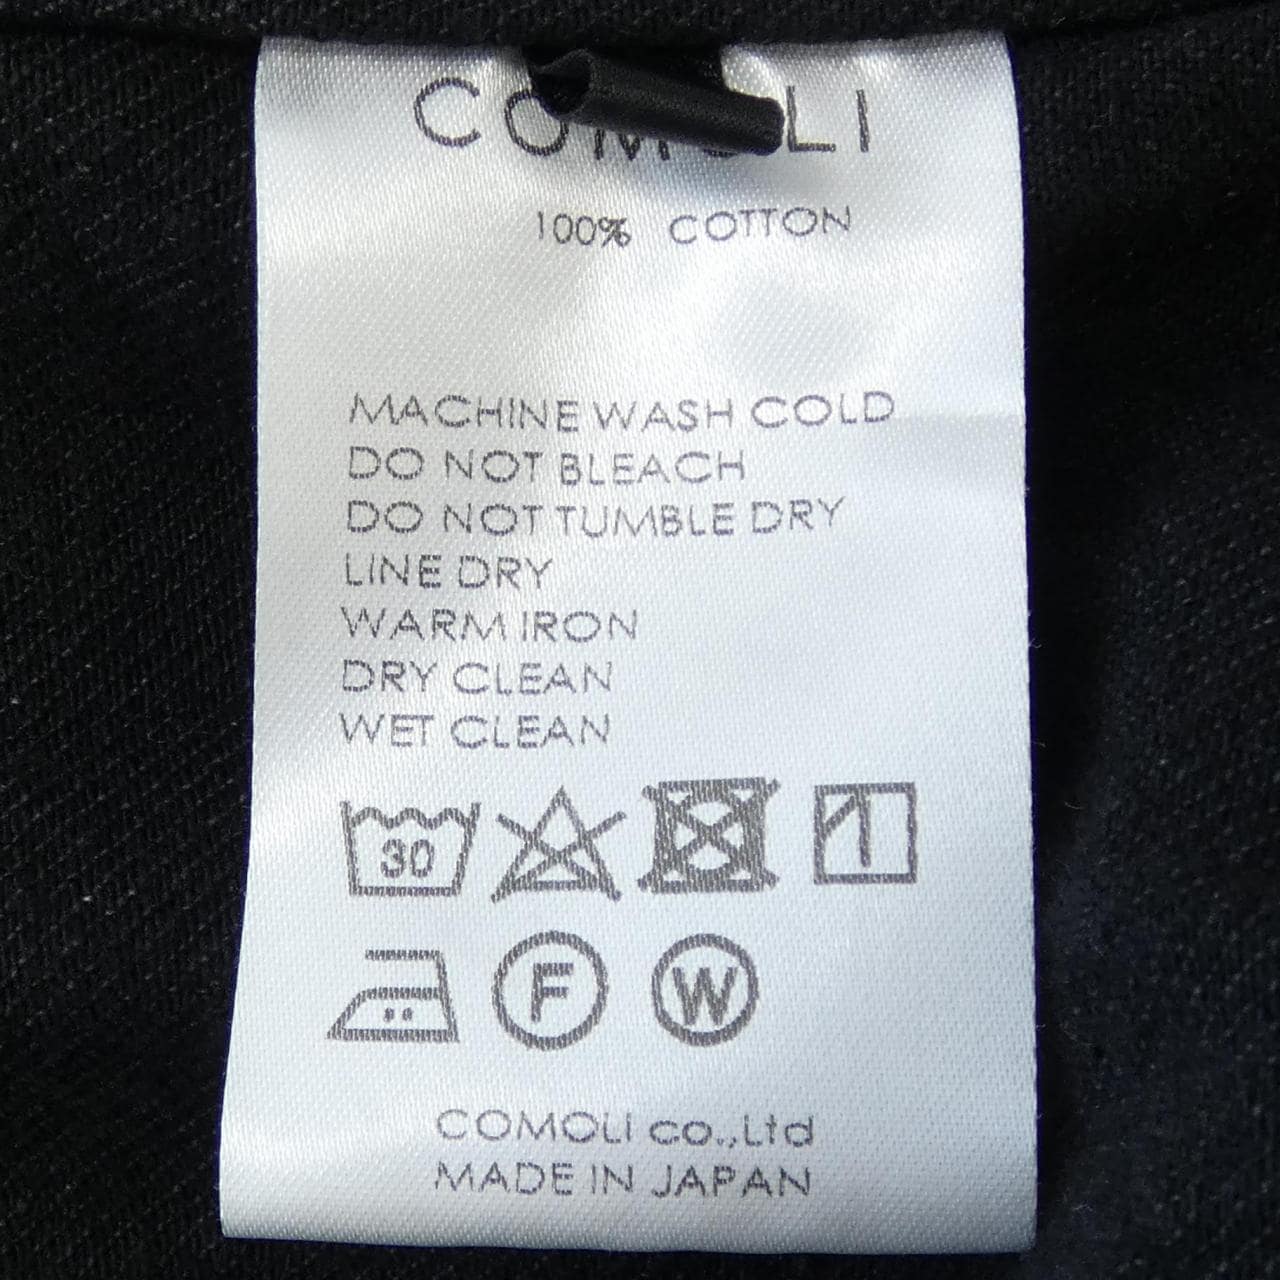 COMOLI
100% COTTON
MACHINE WASH COLD
DO NOT BLEACH
DO NOT TUMBLE DRY
LINE DRY
WARM IRON
DRY CLEAN
WET CLEAN
30
F W
COMOLI co.,Ltd
MADE IN JAPAN